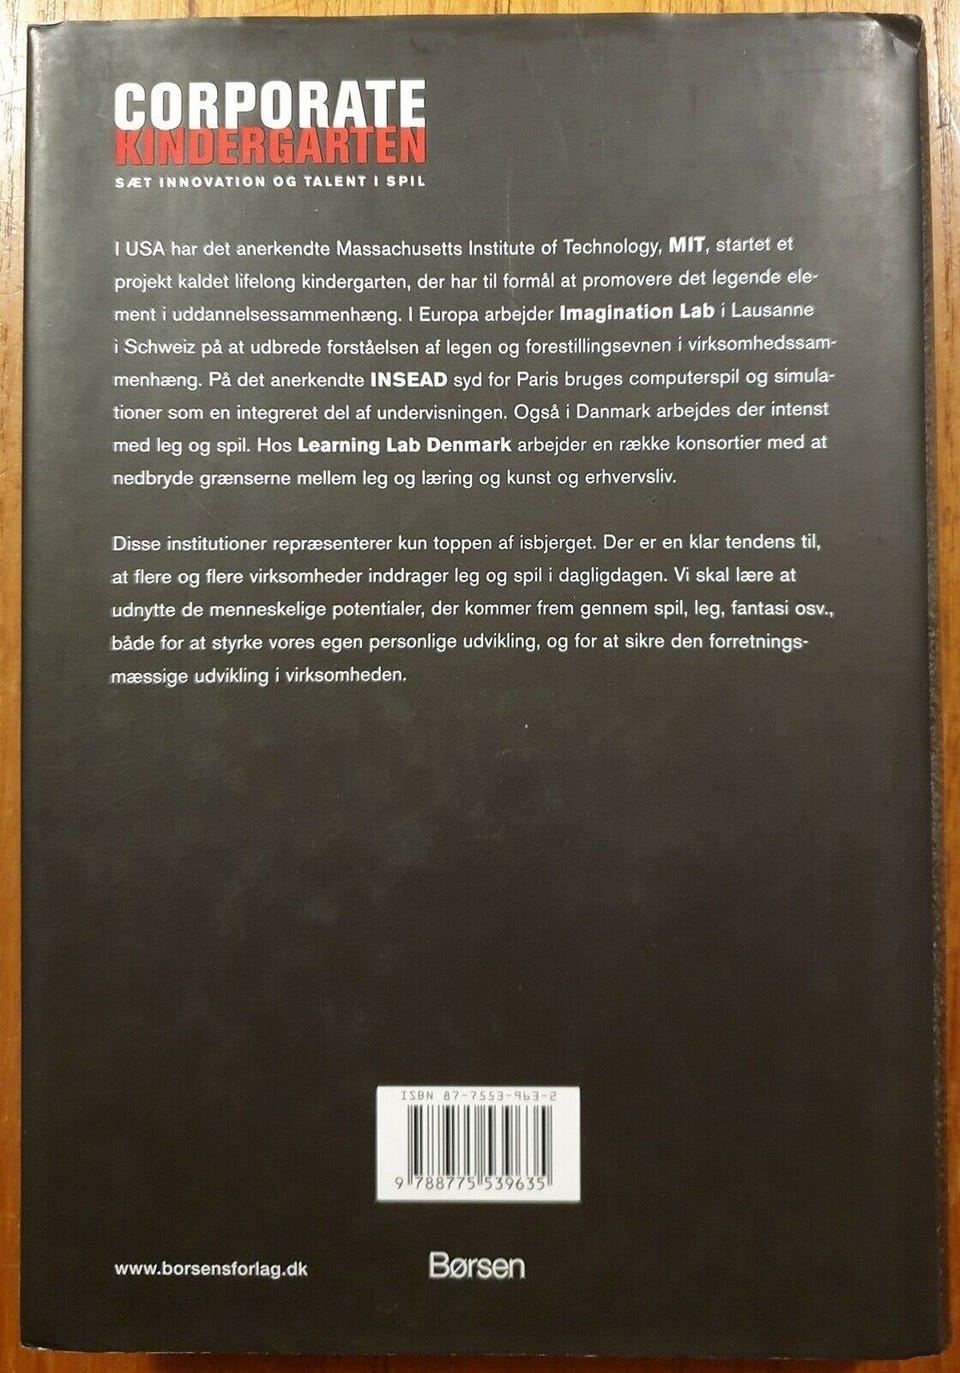 CORPORATE
KINDERGARTEN
SÆT INNOVATION OG TALENT I SPIL
I USA har det anerkendte Massachusetts Institute of Technology, MIT, startet et
projekt kaldet lifelong kindergarten, der har til formål at promovere det legende ele-
ment i uddannelsessammenhæng. I Europa arbejder Imagination Lab i Lausanne
i Schweiz på at udbrede forståelsen af legen og forestillingsevnen i virksomhedssam-
menhæng. På det anerkendte INSEAD syd for Paris bruges computerspil og simula-
tioner som en integreret del af undervisningen. Også i Danmark arbejdes der intenst
med leg og spil. Hos Learning Lab Denmark arbejder en række konsortier med at
nedbryde grænserne mellem leg og læring og kunst og erhvervsliv.
Disse institutioner repræsenterer kun toppen af isbjerget. Der er en klar tendens til,
at flere og flere virksomheder inddrager leg og spil i dagligdagen. Vi skal lære at
udnytte de menneskelige potentialer, der kommer frem gennem spil, leg, fantasi osv.,
både for at styrke vores egen personlige udvikling, og for at sikre den forretnings-
mæssige udvikling i virksomheden.
ISBN 87-7553-963-2
9 788775 539635
www.borsensforlag.dk
Børsen